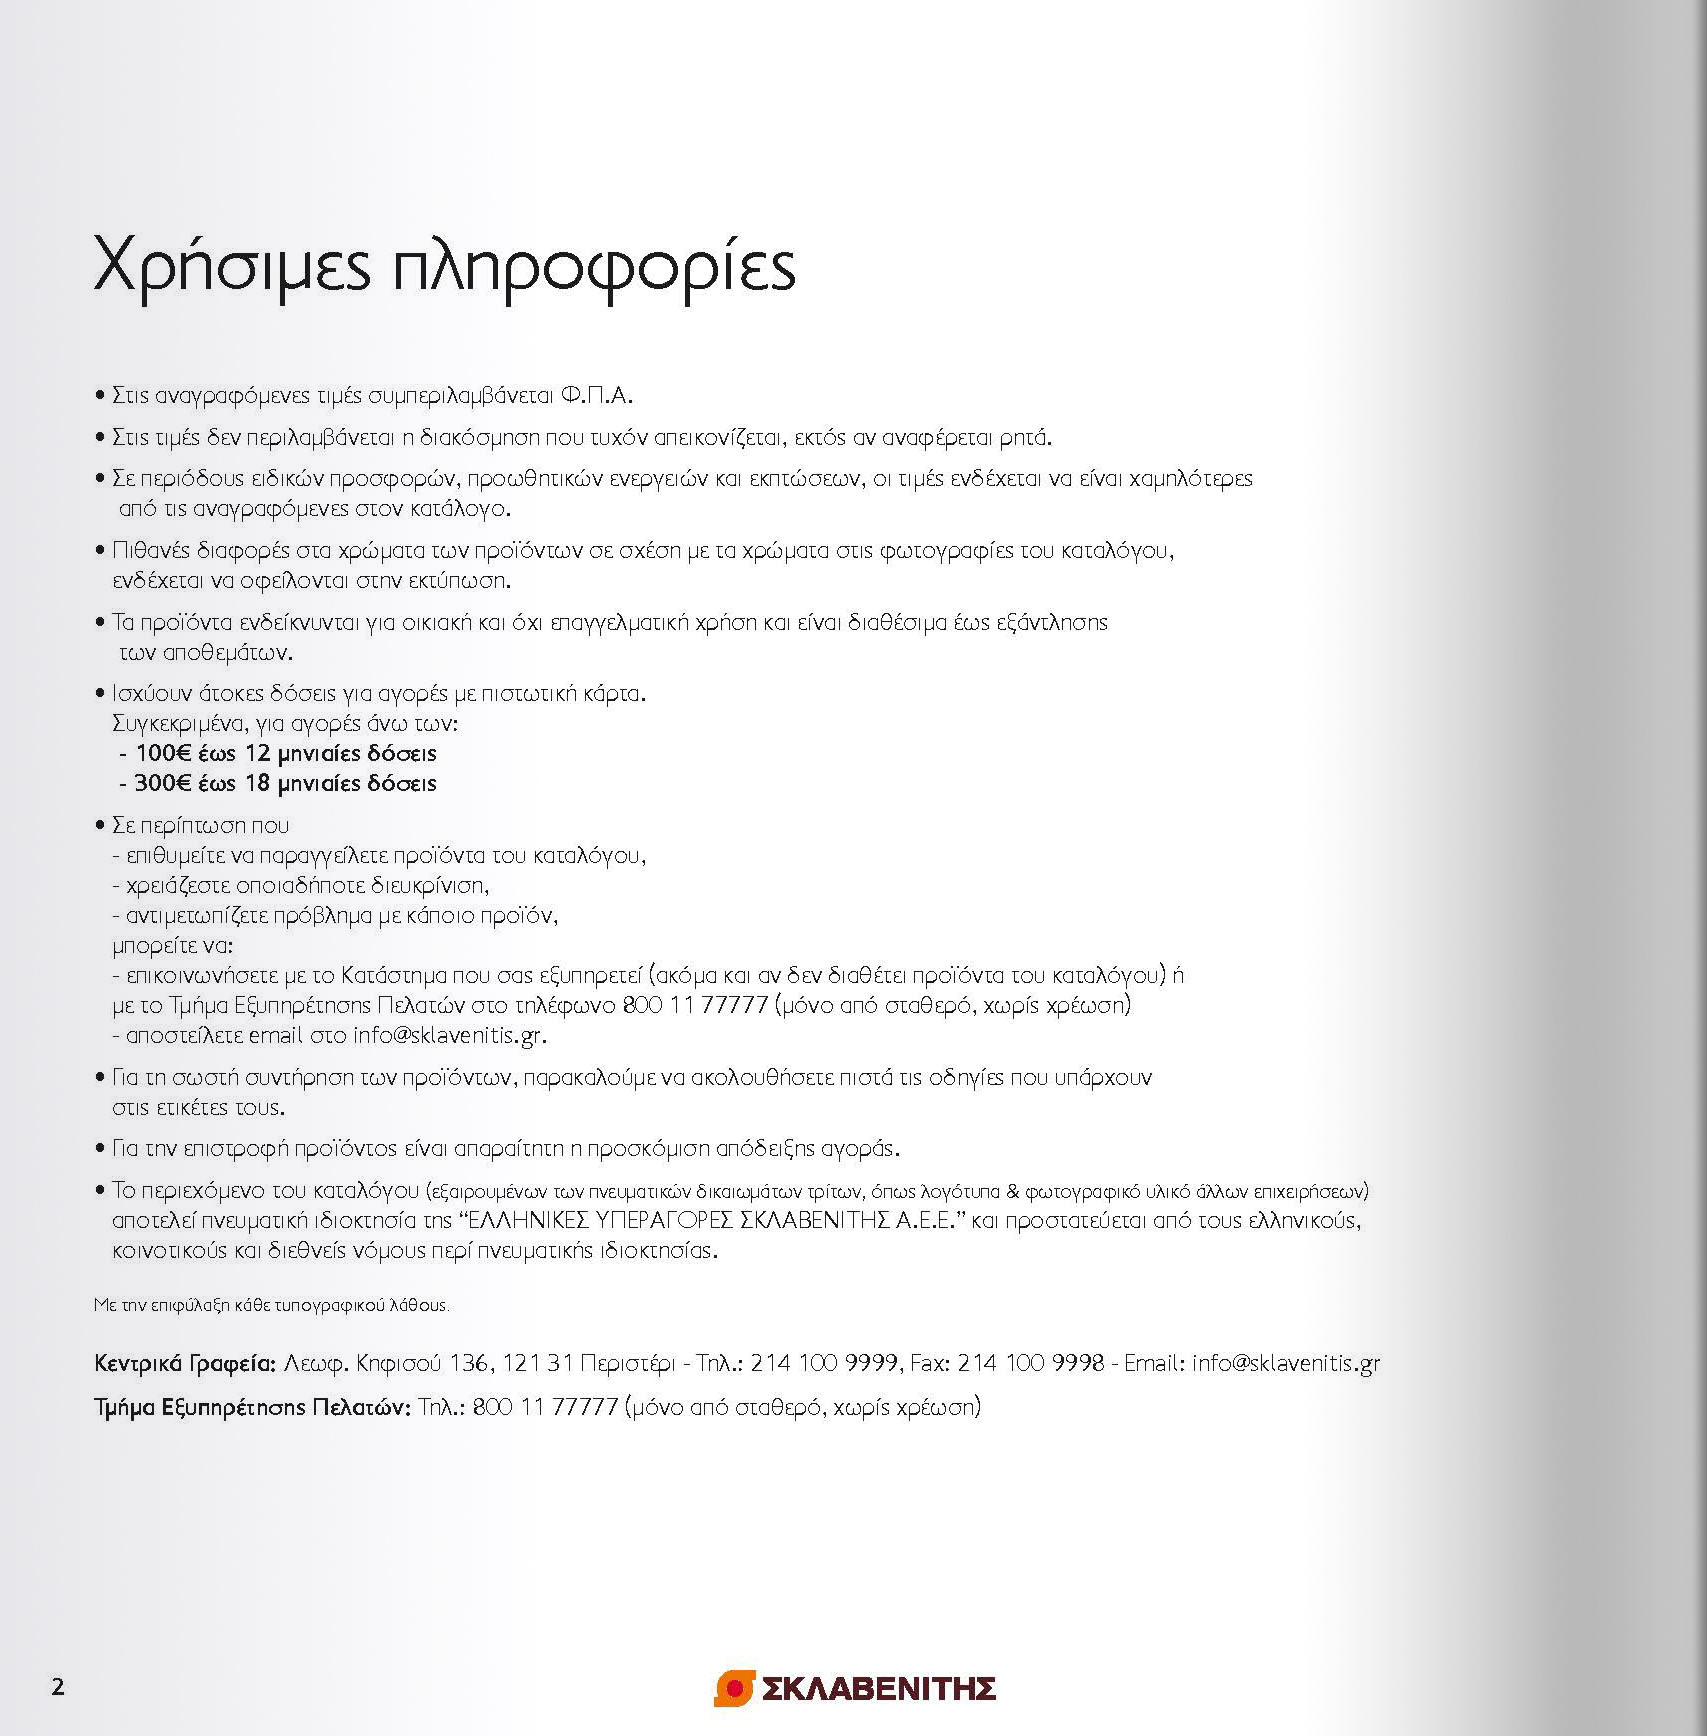 Χρήσιμες πληροφορίες
• Στις αναγραφόμενες τιμές συμπεριλαμβάνεται Φ.Π.Α.
• Στις τιμές δεν περιλαμβάνεται η διακόσμηση που τυχόν απεικονίζεται, εκτός αν αναφέρεται ρητά.
• Σε περιόδους ειδικών προσφορών, προωθητικών ενεργειών και εκπτώσεων, οι τιμές ενδέχεται να είναι χαμηλότερες
από τις αναγραφόμενες στον κατάλογο.
• Πιθανές διαφορές στα χρώματα των προϊόντων σε σχέση με τα χρώματα στις φωτογραφίες του καταλόγου,
ενδέχεται να οφείλονται στην εκτύπωση.
• Τα προϊόντα ενδείκνυνται για οικιακή και όχι επαγγελματική χρήση και είναι διαθέσιμα έως εξάντλησης
των αποθεμάτων.
• Ισχύουν άτοκες δόσεις για αγορές με πιστωτική κάρτα.
Συγκεκριμένα, για αγορές άνω των:
- 100€ έως 12 μηνιαίες δόσεις
- 300€ έως 18 μηνιαίες δόσεις
• Σε περίπτωση που
- επιθυμείτε να παραγγείλετε προϊόντα του καταλόγου,
- χρειάζεστε οποιαδήποτε διευκρίνιση,
- αντιμετωπίζετε πρόβλημα με κάποιο προϊόν,
μπορείτε να:
- επικοινωνήσετε με το Κατάστημα που σας εξυπηρετεί (ακόμα και αν δεν διαθέτει προϊόντα του καταλόγου) ή
με το Τμήμα Εξυπηρέτησης Πελατών στο τηλέφωνο 800 11 77777 (μόνο από σταθερό, χωρίς χρέωση)
- αποστείλετε email στο info@sklavenitis.gr.
• Για τη σωστή συντήρηση των προϊόντων, παρακαλούμε να ακολουθήσετε πιστά τις οδηγίες που υπάρχουν
στις ετικέτες τους.
• Για την επιστροφή προϊόντος είναι απαραίτητη η προσκόμιση απόδειξης αγοράς.
• Το περιεχόμενο του καταλόγου (εξαιρουμένων των πνευματικών δικαιωμάτων τρίτων, όπως λογότυπα & φωτογραφικό υλικό άλλων επιχειρήσεων)
αποτελεί πνευματική ιδιοκτησία της “ΕΛΛΗΝΙΚΕΣ ΥΠΕΡΑΓΟΡΕΣ ΣΚΛΑΒΕΝΙΤΗΣ Α.Ε.Ε.” και προστατεύεται από τους ελληνικούς,
κοινοτικούς και διεθνείς νόμους περί πνευματικής ιδιοκτησίας.
Με την επιφύλαξη κάθε τυπογραφικού λάθους.
Κεντρικά Γραφεία: Λεωφ. Κηφισού 136, 121 31 Περιστέρι - Τηλ.: 214 100 9999, Fax: 214 100 9998 - Email: info@sklavenitis.gr
Τμήμα Εξυπηρέτησης Πελατών: Τηλ.: 800 11 77777 (μόνο από σταθερό, χωρίς χρέωση)
2
ΣΚΛΑΒΕΝΙΤΗΣ